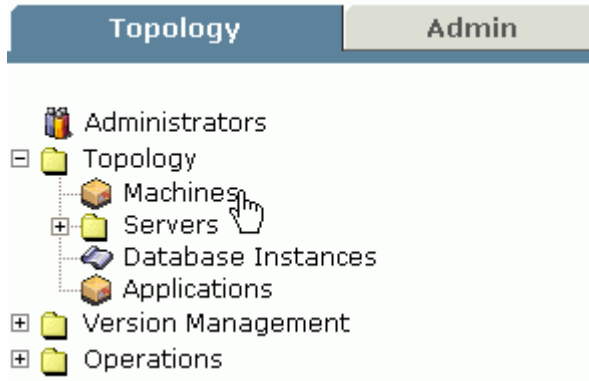 Topology Admin
Administrators
Topology
Machines
Servers
Database Instances
Applications
Version Management
Operations